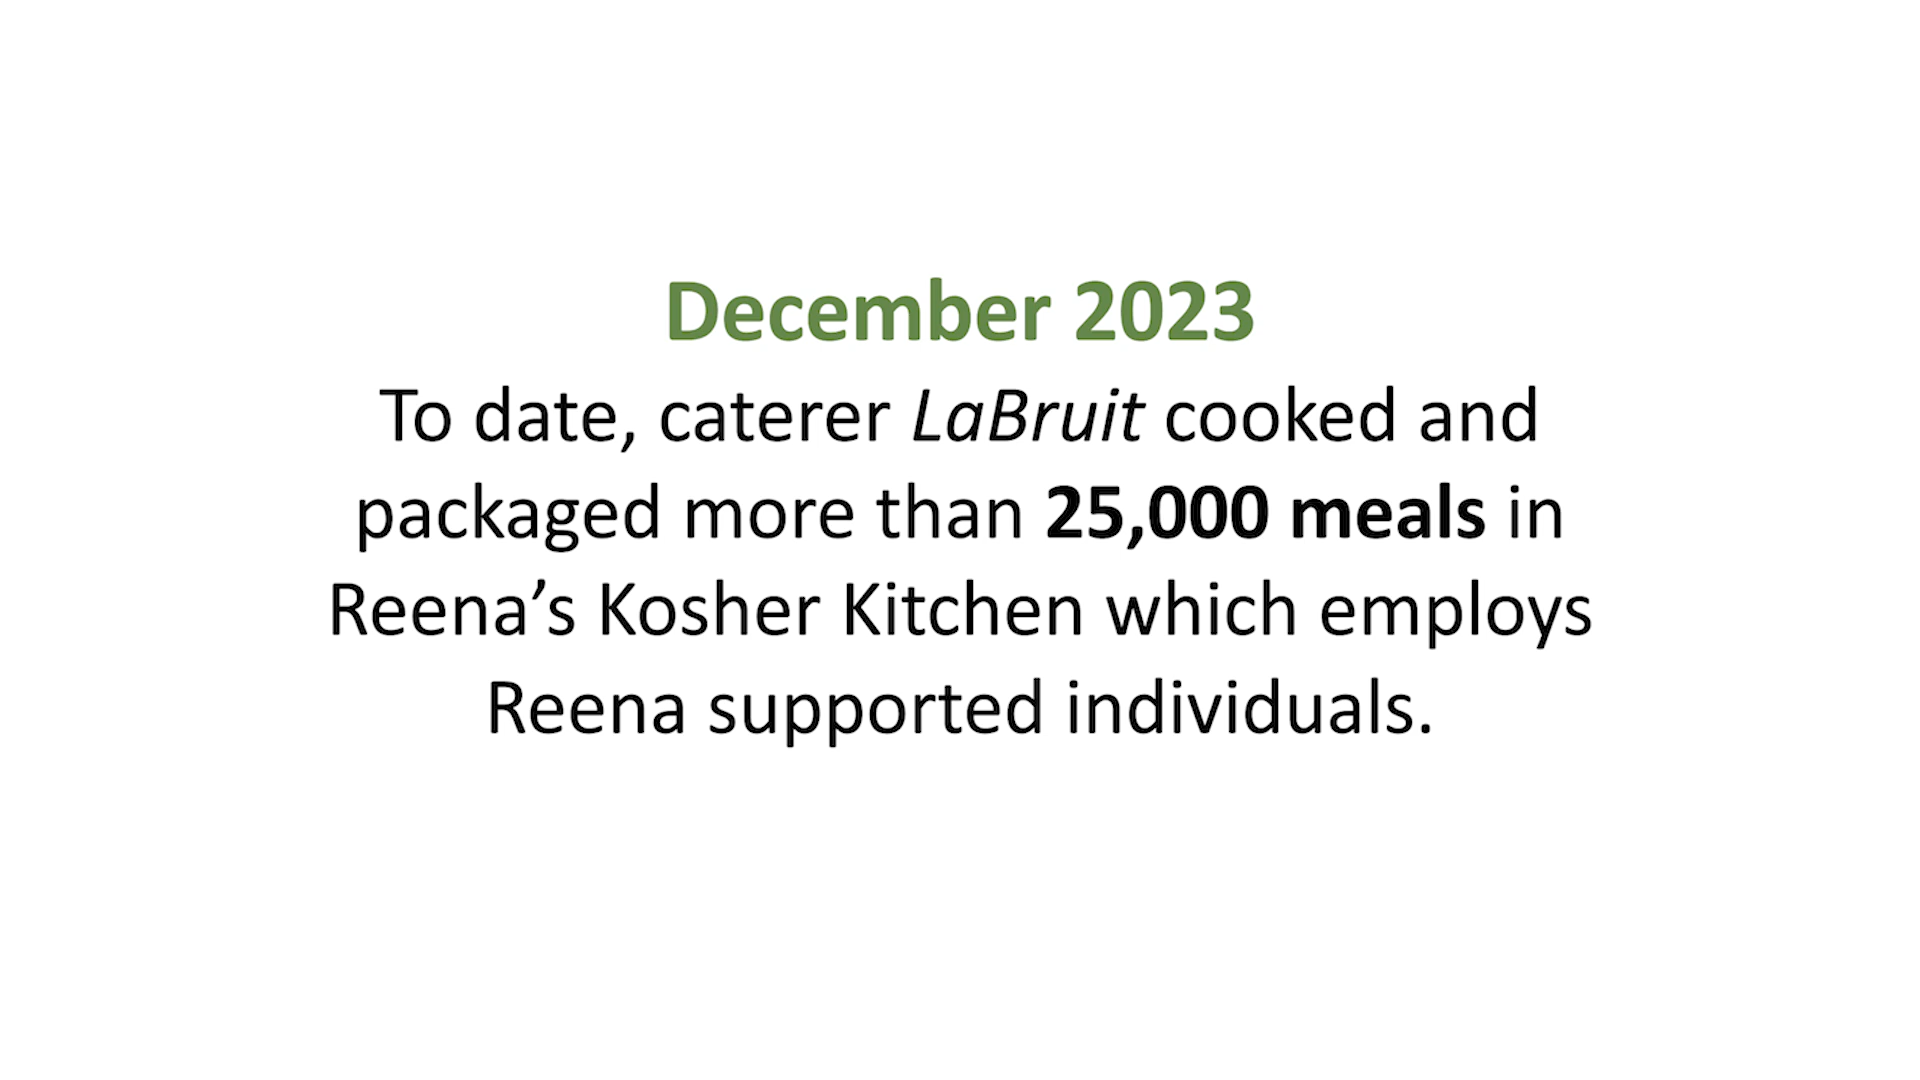 December 2023
To date, caterer LaBruit cooked and
packaged more than 25,000 meals in
Reena’s Kosher Kitchen which employs
Reena supported individuals.